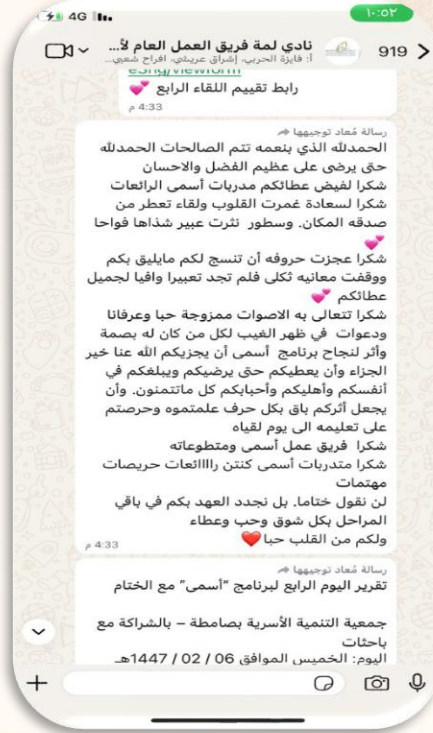 ١٠:٥٢
4G
919
نادي لمة فريق العمل العام لأ...
أ: فايزة الحربي، إشراق عريشي، افراح شعبي...
eSng/viewform
رابط تقييم اللقاء الرابع 💕
4:33 م
رسالة مُعاد توجيهها
الحمدلله الذي بنعمه تتم الصالحات الحمدلله
حتى يرضى على عظيم الفضل والاحسان
شكرا لفيض عطائكم مدربات أسمى الرائعات
شكرا لسعادة غمرت القلوب ولقاء تعطر من
صدقه المكان. وسطور نثرت عبير شذاها فواحا
💕
شكرا عجزت حروفه أن تنسج لكم مايليق بكم
ووقفت معانيه ثكلى فلم تجد تعبيرا وافيا لجميل
عطائكم 💕
شكرا تتعالى به الاصوات ممزوجة حبا وعرفانا
ودعوات في ظهر الغيب لكل من كان له بصمة
وأثر لنجاح برنامج أسمى أن يجزيكم الله عنا خير
الجزاء وأن يعطيكم حتى يرضيكم ويبلغكم في
أنفسكم وأهليكم وأحبابكم كل ماتتمنون. وأن
يجعل أثركم باق بكل حرف علمتموه وحرصتم
على تعليمه الى يوم لقياه
شكرا فريق عمل أسمى ومتطوعاته
شكرا متدربات أسمى كنتن رااااائعات حريصات
مهتمات
لن نقول ختاما. بل نجدد العهد بكم في باقي
المراحل بكل شوق وحب وعطاء
ولكم من القلب حبا❤️
4:33 م
رسالة مُعاد توجيهها
تقرير اليوم الرابع لبرنامج "أسمى" مع الختام
جمعية التنمية الأسرية بصامطة – بالشراكة مع
باحثات
اليوم: الخميس الموافق 06 / 02 / 1447هـ